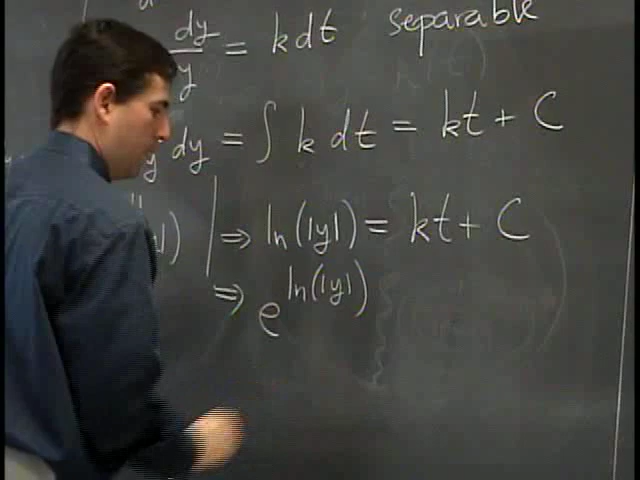 dy/y = k dt separable
y dy = ∫ k dt = kt + C
y|) | ⇒ ln(|y|) = kt + C
⇒ e^ln(|y|)